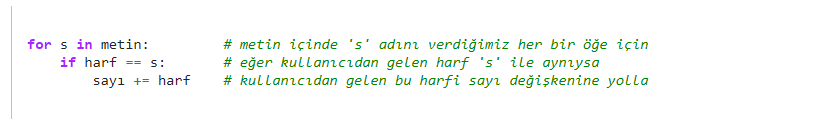 for s in metin:         # metin içinde 's' adını verdiğimiz her bir öğe için
    if harf == s:       # eğer kullanıcıdan gelen harf 's' ile aynıysa
        sayı += harf    # kullanıcıdan gelen bu harfi sayı değişkenine yolla